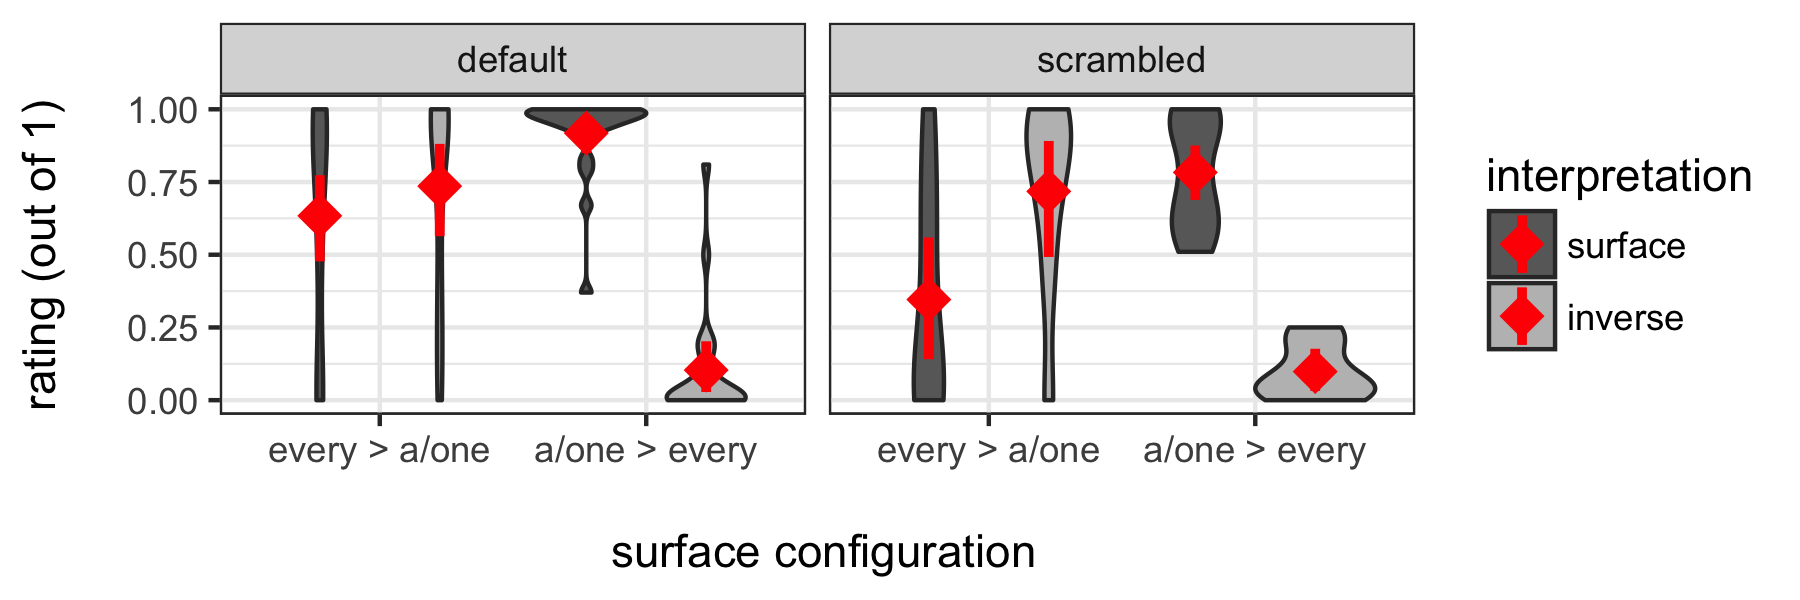 default
scrambled
rating (out of 1)
1.00
0.75
0.50
0.25
0.00
every > a/one
a/one > every
every > a/one
a/one > every
surface configuration
interpretation
surface
inverse